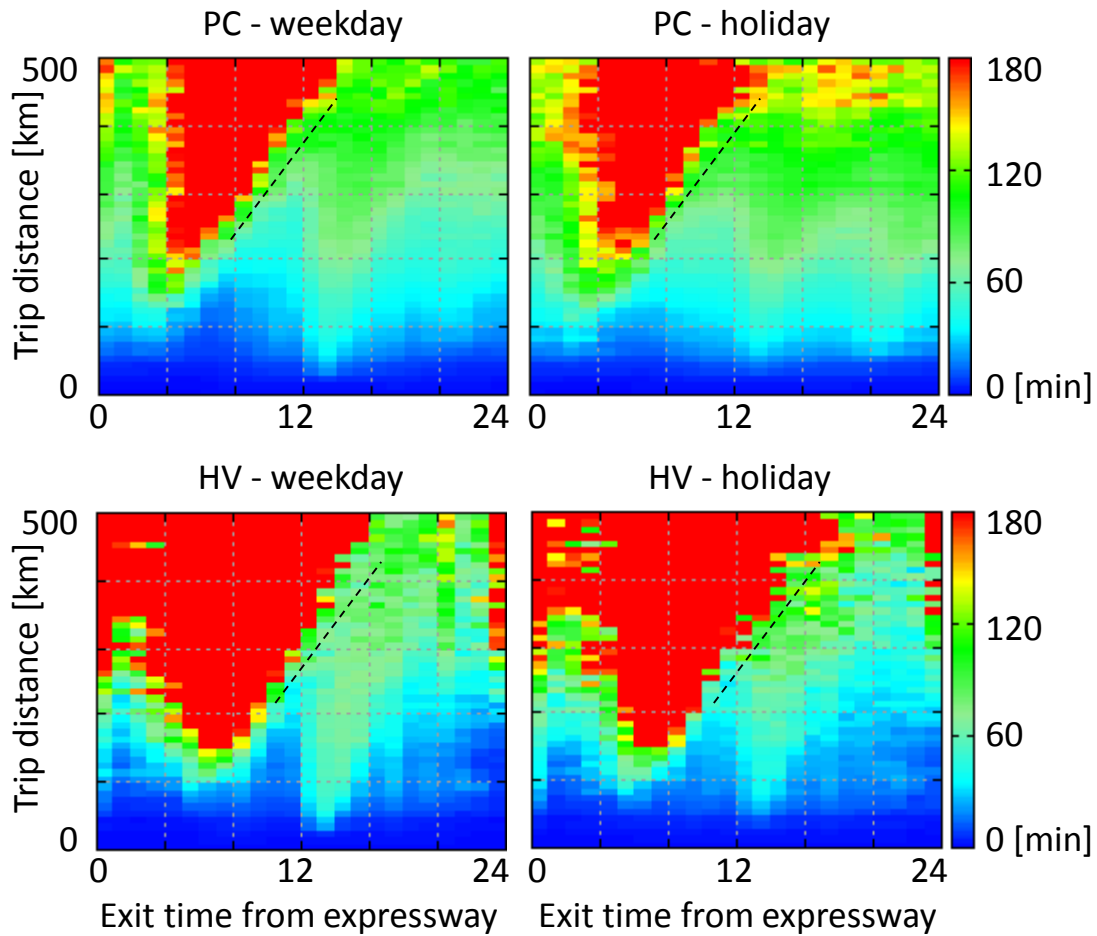 PC - weekday
PC - holiday
500
Trip distance [km]
0
0
12
24
0
12
24
180
120
60
0 [min]
HV - weekday
HV - holiday
500
Trip distance [km]
0
0
12
24
0
12
24
180
120
60
0 [min]
Exit time from expressway
Exit time from expressway